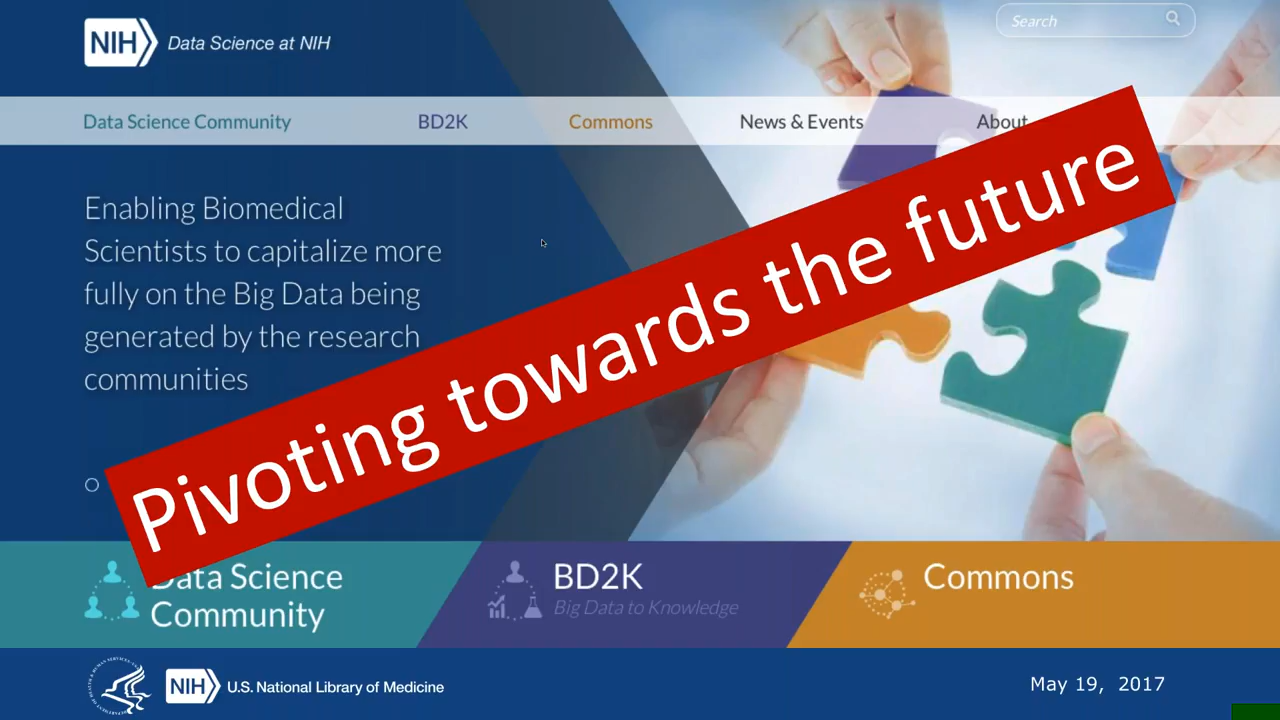 NIH Data Science at NIH
Search
Data Science Community BD2K Commons News & Events About
Enabling Biomedical
Scientists to capitalize more
fully on the Big Data being
generated by the research
communities
Pivoting towards the future
Data Science
Community
BD2K
Big Data to Knowledge
Commons
NIH U.S. National Library of Medicine
May 19, 2017